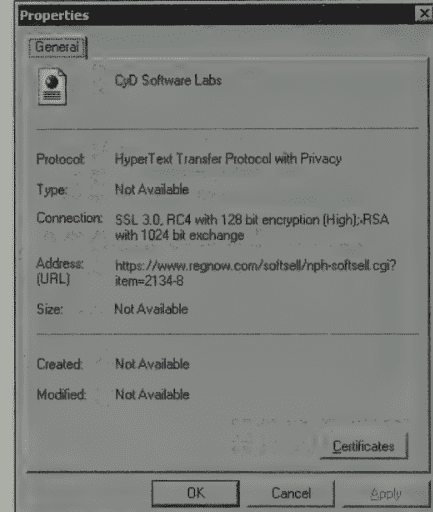 Properties
General
CyD Software Labs
Protocol: HyperText Transfer Protocol with Privacy
Type: Not Available
Connection: SSL 3.0, RC4 with 128 bit encryption (High); RSA
with 1024 bit exchange
Address: https://www.regnow.com/softsell/nph-softsell.cgi?
(URL) item=2134-8
Size: Not Available
Created: Not Available
Modified: Not Available
Certificates
OK Cancel Apply